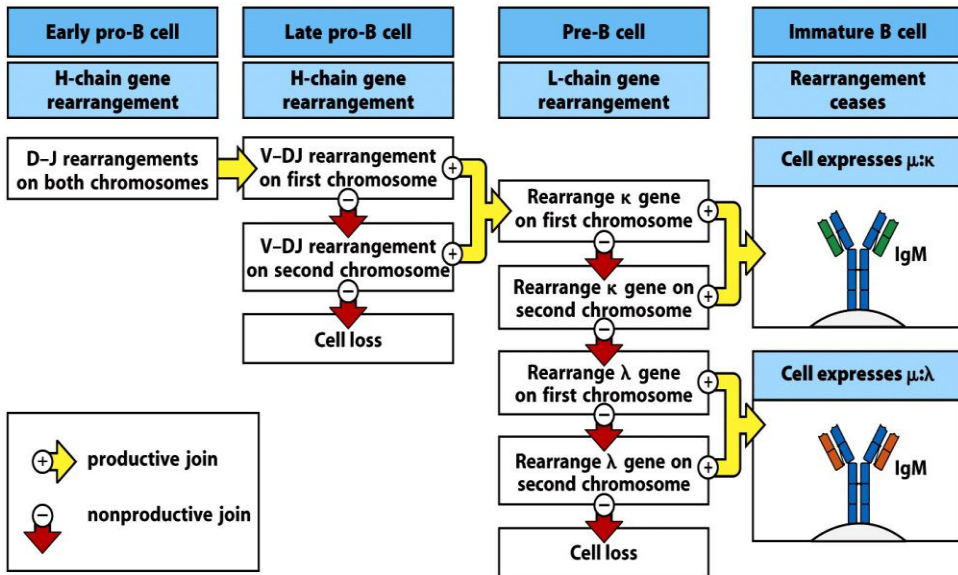 Early pro-B cell
Late pro-B cell
Pre-B cell
Immature B cell
H-chain gene
rearrangement
H-chain gene
rearrangement
L-chain gene
rearrangement
Rearrangement
ceases
D–J rearrangements
on both chromosomes
V–DJ rearrangement
on first chromosome
+
−
V–DJ rearrangement
on second chromosome
+
−
Cell loss
Rearrange κ gene
on first chromosome
+
−
Rearrange κ gene on
second chromosome
+
−
Rearrange λ gene
on first chromosome
+
−
Rearrange λ gene on
second chromosome
+
−
Cell loss
Cell expresses μ:κ
IgM
Cell expresses μ:λ
IgM
+ productive join
− nonproductive join